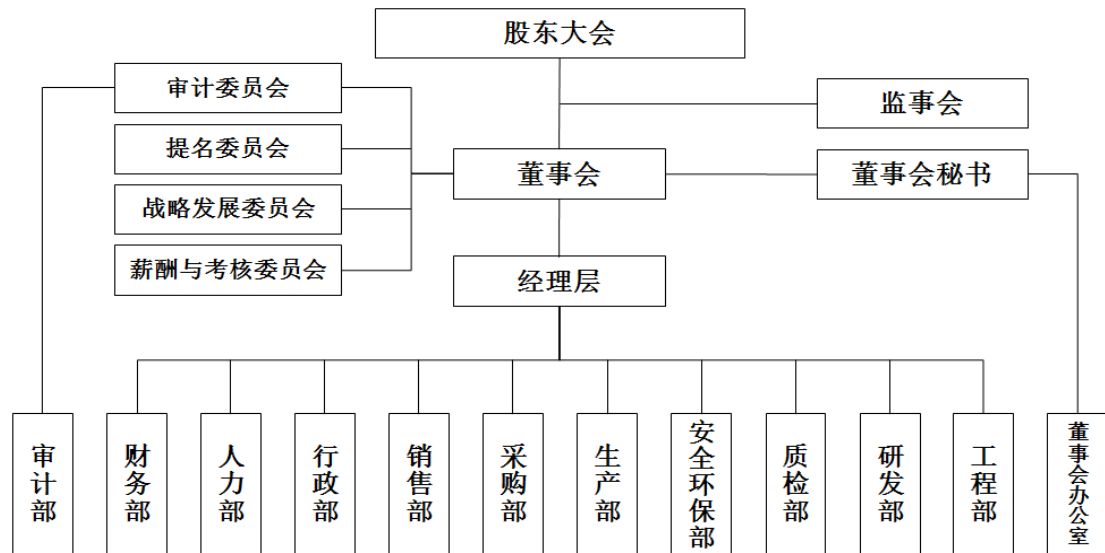 股东大会
审计委员会
监事会
提名委员会
董事会
董事会秘书
战略发展委员会
薪酬与考核委员会
经理层
审计部
财务部
人力部
行政部
销售部
采购部
生产部
安全环保部
质检部
研发部
工程部
董事会办公室